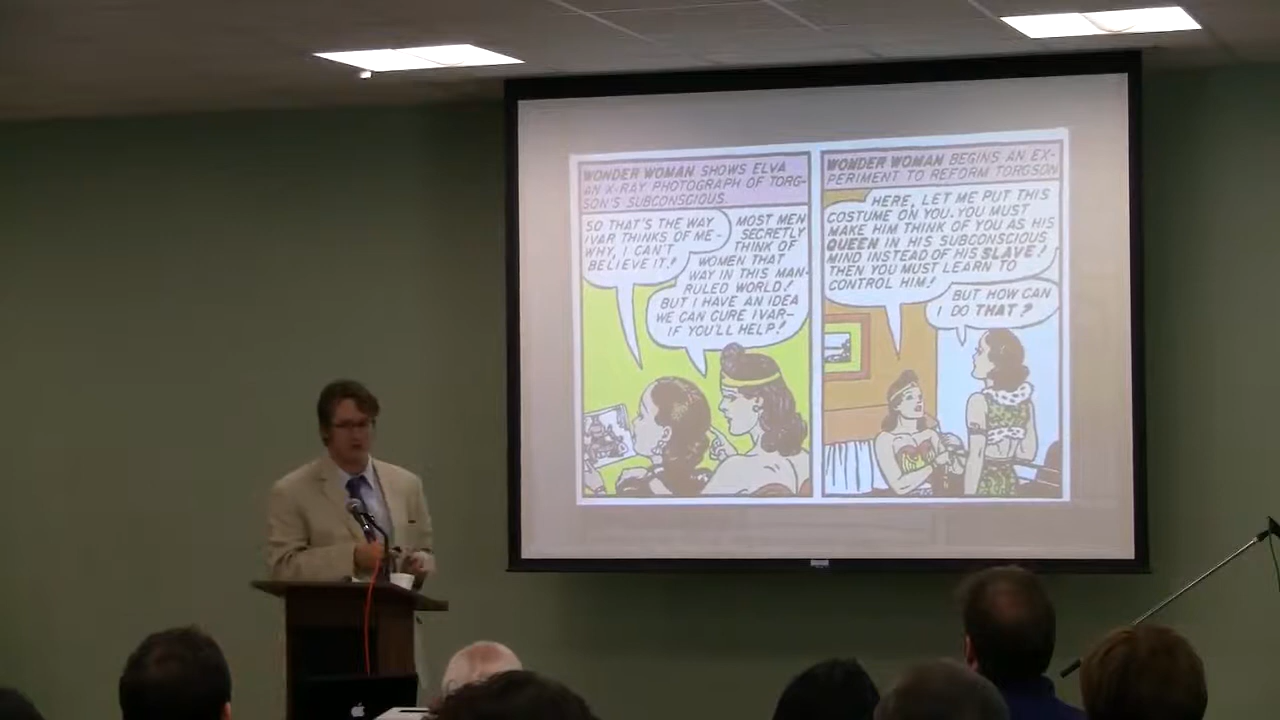 WONDER WOMAN SHOWS ELVA
AN X-RAY PHOTOGRAPH OF TORG-
SON'S SUBCONSCIOUS.
SO THAT'S THE WAY
IVAR THINKS OF ME-
WHY, I CAN'T
BELIEVE IT!
MOST MEN
SECRETLY
THINK OF
WOMEN THAT
WAY IN THIS MAN-
RULED WORLD!
BUT I HAVE AN IDEA
WE CAN CURE IVAR—
IF YOU'LL HELP!
WONDER WOMAN BEGINS AN EX-
PERIMENT TO REFORM TORGSON
HERE, LET ME PUT THIS
COSTUME ON YOU. YOU MUST
MAKE HIM THINK OF YOU AS HIS
QUEEN IN HIS SUBCONSCIOUS
MIND INSTEAD OF HIS SLAVE!
THEN YOU MUST LEARN TO
CONTROL HIM!
BUT HOW CAN
I DO THAT?